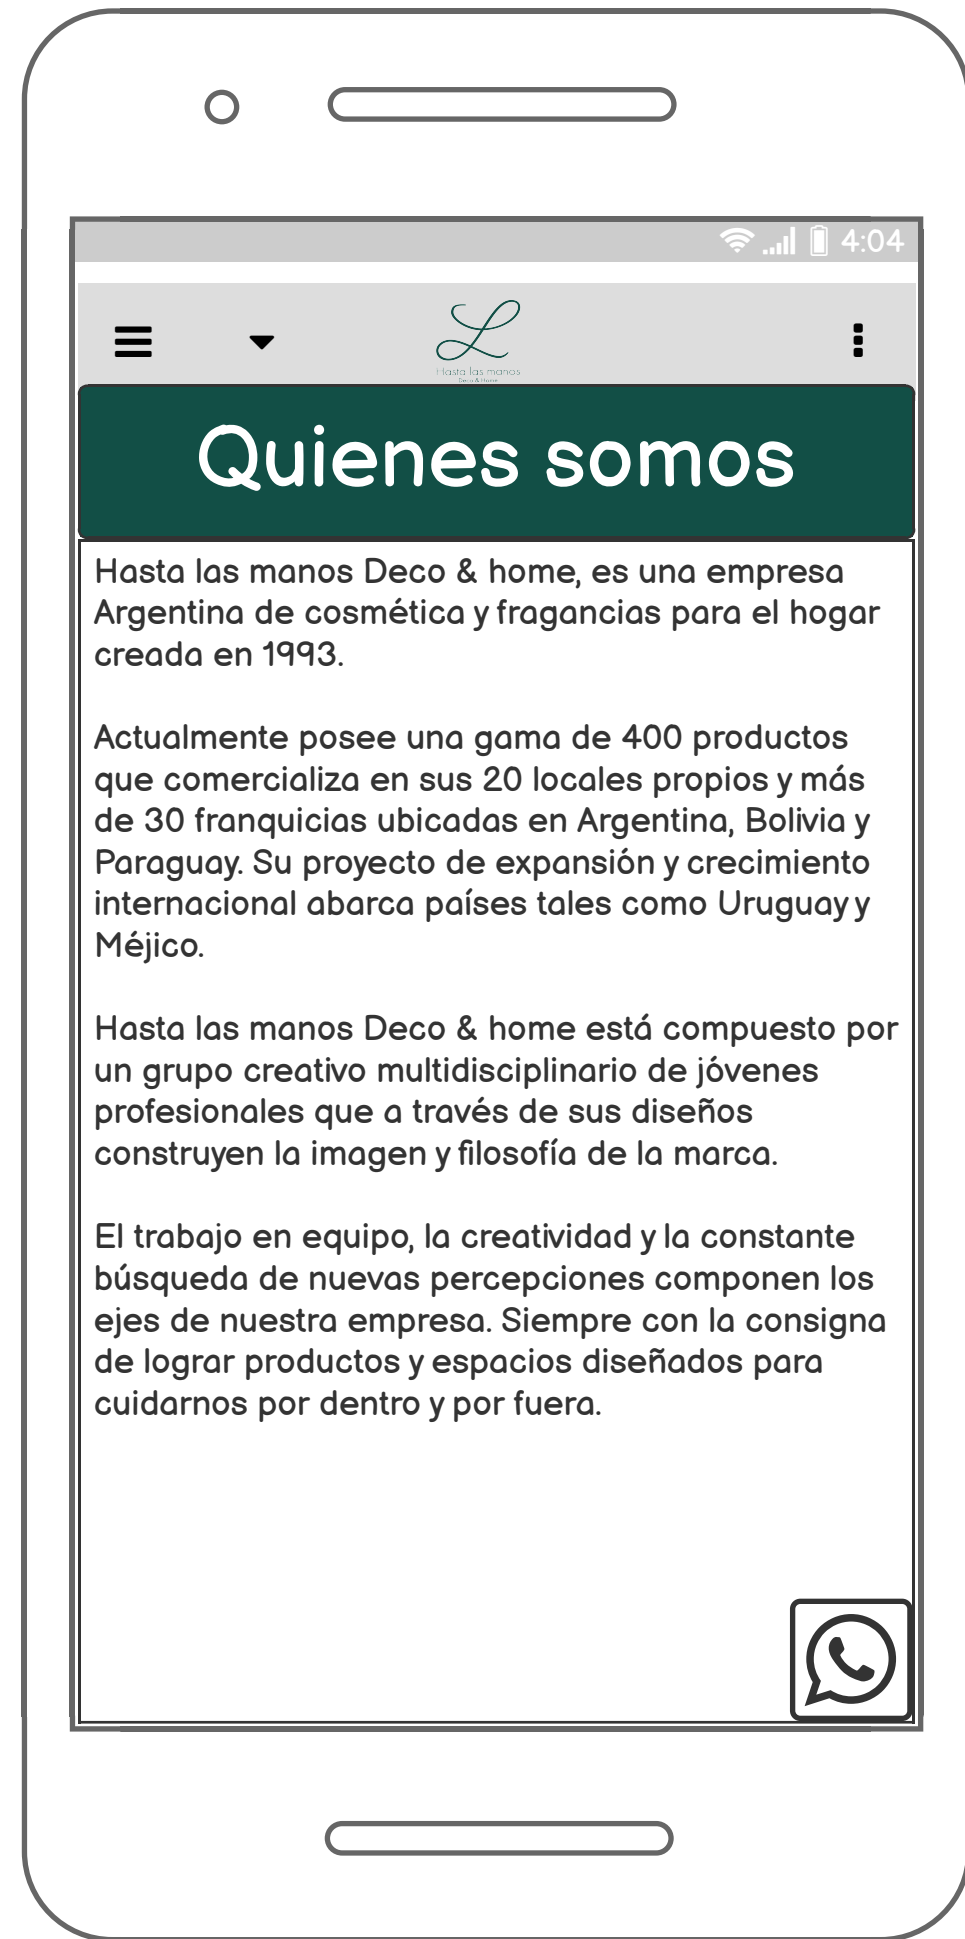 4:04
Hasta las manos
Deco & Home
Quienes somos
Hasta las manos Deco & home, es una empresa
Argentina de cosmética y fragancias para el hogar
creada en 1993.
Actualmente posee una gama de 400 productos
que comercializa en sus 20 locales propios y más
de 30 franquicias ubicadas en Argentina, Bolivia y
Paraguay. Su proyecto de expansión y crecimiento
internacional abarca países tales como Uruguay y
Méjico.
Hasta las manos Deco & home está compuesto por
un grupo creativo multidisciplinario de jóvenes
profesionales que a través de sus diseños
construyen la imagen y filosofía de la marca.
El trabajo en equipo, la creatividad y la constante
búsqueda de nuevas percepciones componen los
ejes de nuestra empresa. Siempre con la consigna
de lograr productos y espacios diseñados para
cuidarnos por dentro y por fuera.